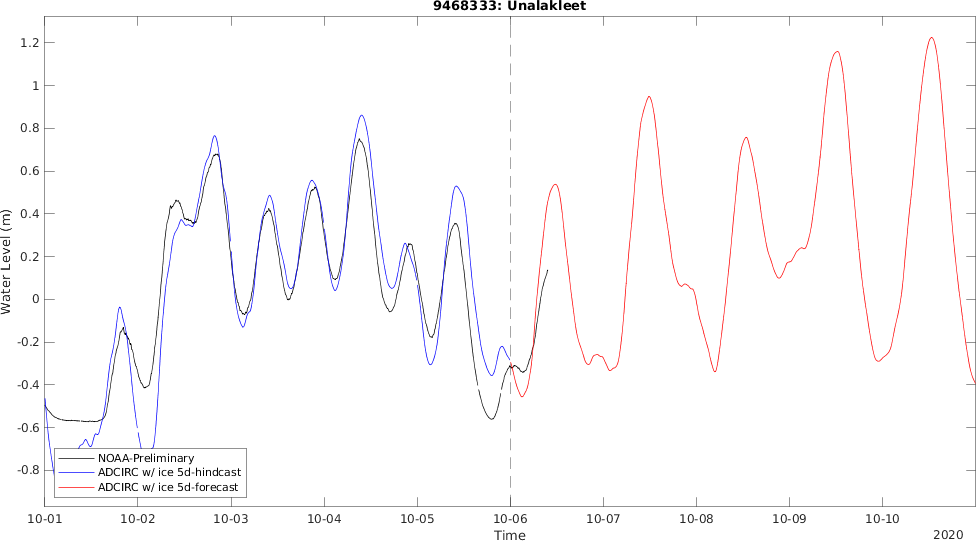 9468333: Unalakleet
Water Level (m)
1.2
1
0.8
0.6
0.4
0.2
0
-0.2
-0.4
-0.6
-0.8
NOAA-Preliminary
ADCIRC w/ ice 5d-hindcast
ADCIRC w/ ice 5d-forecast
10-01 10-02 10-03 10-04 10-05 10-06 10-07 10-08 10-09 10-10
Time
2020